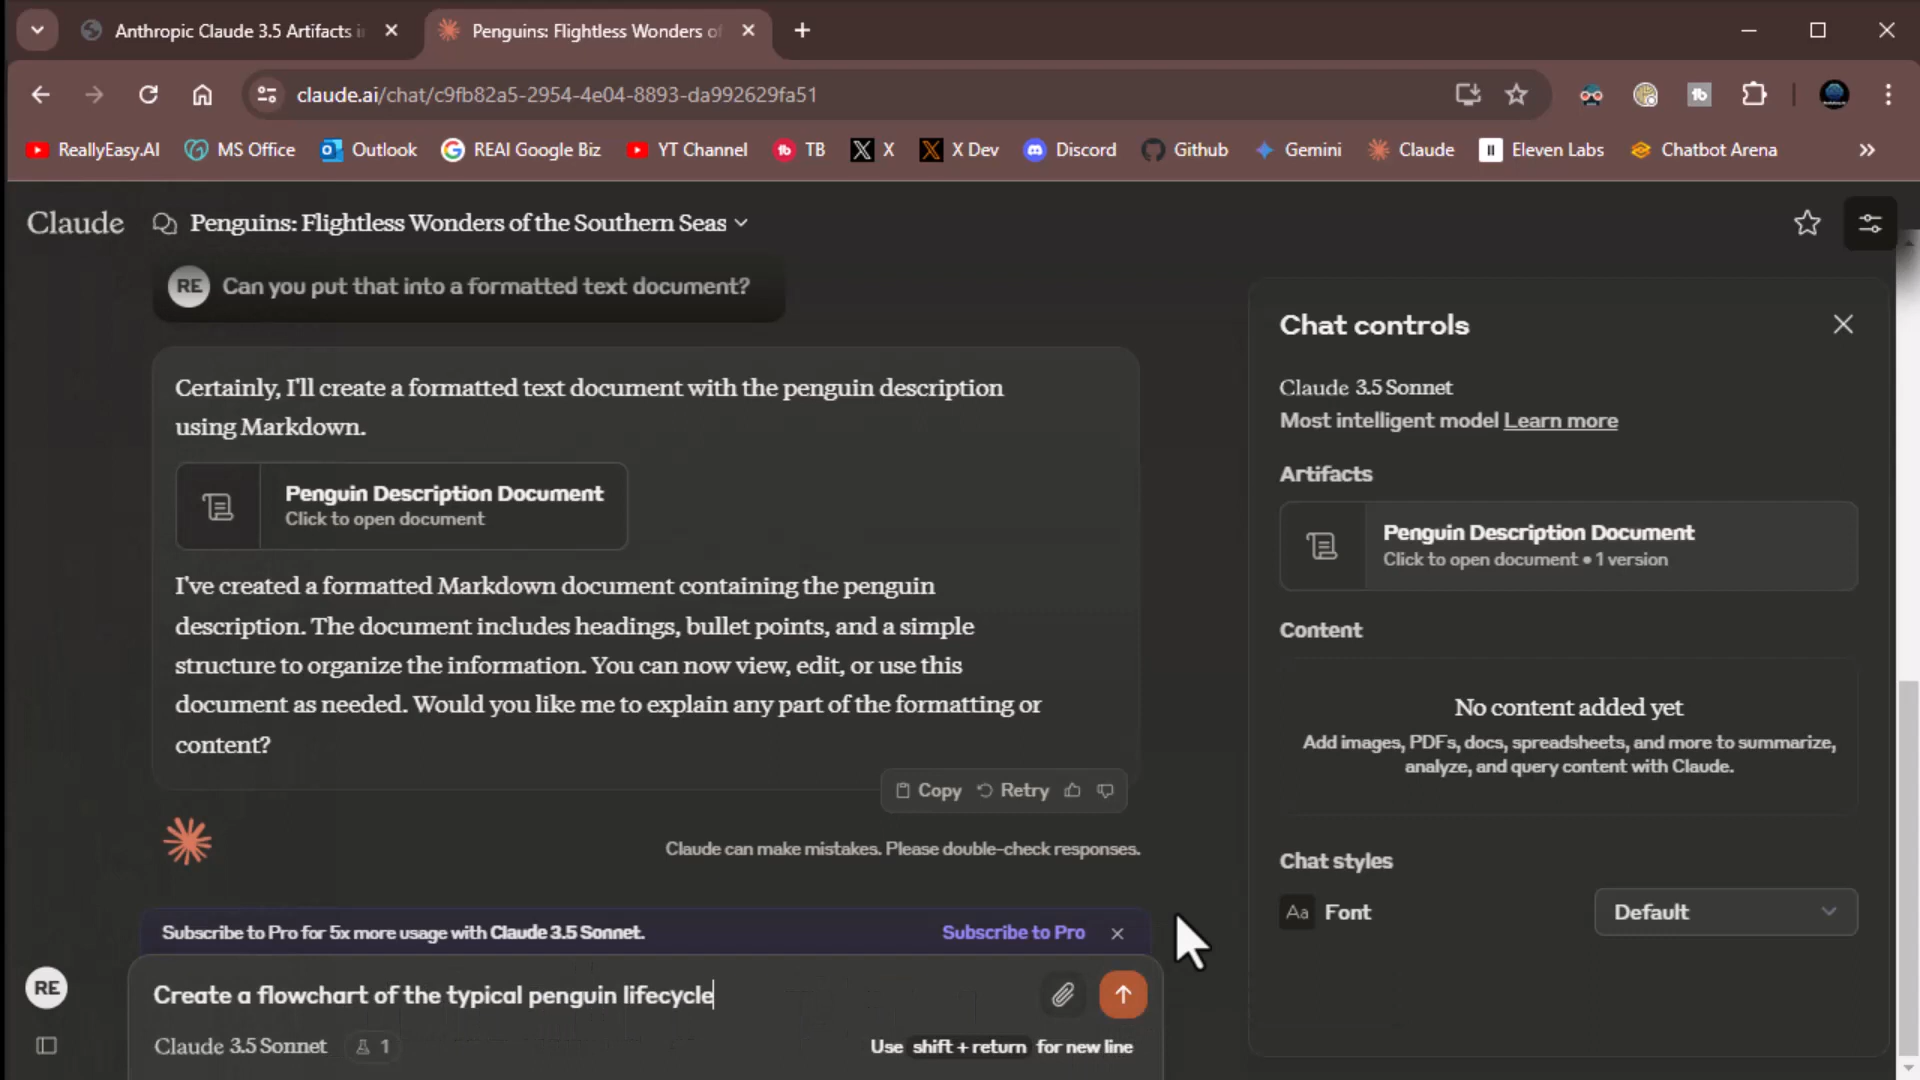 Anthropic Claude 3.5 Artifacts i
Penguins: Flightless Wonders of
claude.ai/chat/c9fb82a5-2954-4e04-8893-da992629fa51
ReallyEasy.AI MS Office Outlook REAI Google Biz YT Channel TB X X Dev Discord Github Gemini Claude Eleven Labs Chatbot Arena
Claude Penguins: Flightless Wonders of the Southern Seas
RE Can you put that into a formatted text document?
Certainly, I'll create a formatted text document with the penguin description
using Markdown.
Penguin Description Document
Click to open document
I've created a formatted Markdown document containing the penguin
description. The document includes headings, bullet points, and a simple
structure to organize the information. You can now view, edit, or use this
document as needed. Would you like me to explain any part of the formatting or
content?
Copy Retry
Claude can make mistakes. Please double-check responses.
Subscribe to Pro for 5x more usage with Claude 3.5 Sonnet. Subscribe to Pro
RE
Create a flowchart of the typical penguin lifecycle
Claude 3.5 Sonnet 1 Use shift + return for new line
Chat controls
Claude 3.5 Sonnet
Most intelligent model Learn more
Artifacts
Penguin Description Document
Click to open document • 1 version
Content
No content added yet
Add images, PDFs, docs, spreadsheets, and more to summarize,
analyze, and query content with Claude.
Chat styles
Aa Font Default